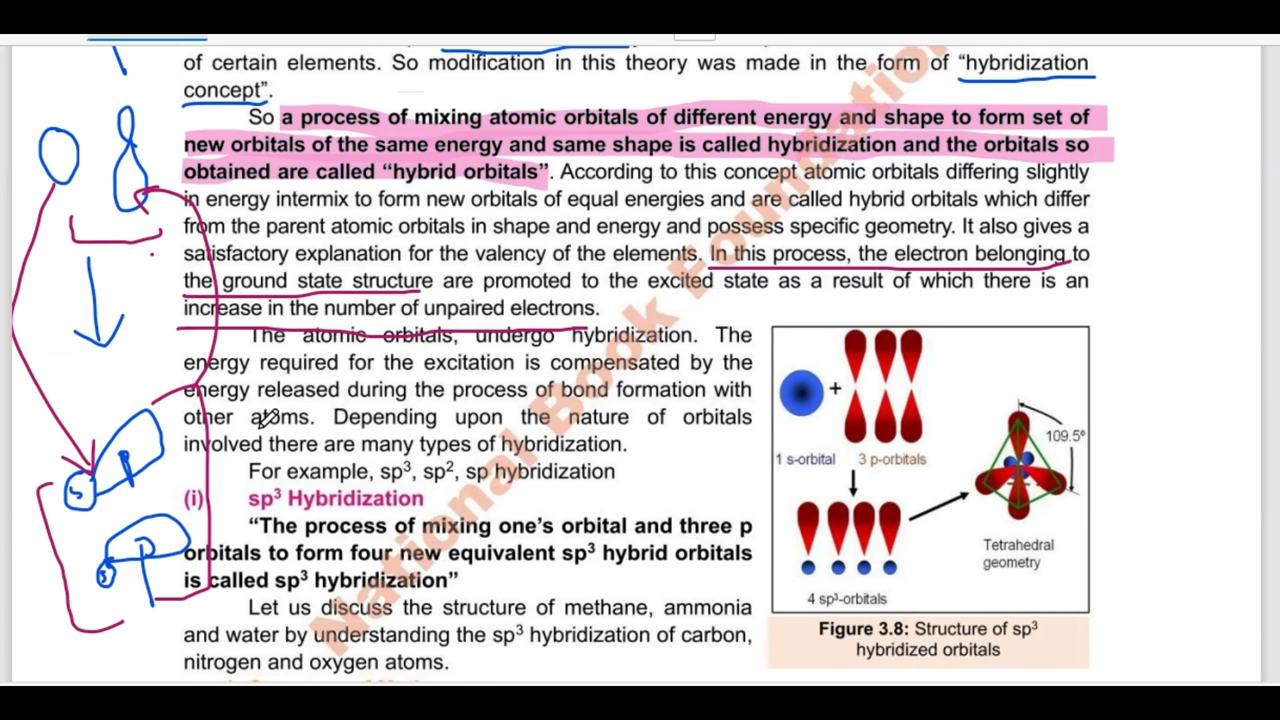 of certain elements. So modification in this theory was made in the form of “hybridization
concept”.
So a process of mixing atomic orbitals of different energy and shape to form set of
new orbitals of the same energy and same shape is called hybridization and the orbitals so
obtained are called “hybrid orbitals”. According to this concept atomic orbitals differing slightly
in energy intermix to form new orbitals of equal energies and are called hybrid orbitals which differ
from the parent atomic orbitals in shape and energy and possess specific geometry. It also gives a
satisfactory explanation for the valency of the elements. In this process, the electron belonging to
the ground state structure are promoted to the excited state as a result of which there is an
increase in the number of unpaired electrons.
The atomic orbitals, undergo hybridization. The
energy required for the excitation is compensated by the
energy released during the process of bond formation with
other atoms. Depending upon the nature of orbitals
involved there are many types of hybridization.
For example, sp³, sp², sp hybridization
(i) sp³ Hybridization
“The process of mixing one’s orbital and three p
orbitals to form four new equivalent sp³ hybrid orbitals
is called sp³ hybridization”
Let us discuss the structure of methane, ammonia
and water by understanding the sp³ hybridization of carbon,
nitrogen and oxygen atoms.
+
1 s-orbital 3 p-orbitals
109.5º
4 sp³-orbitals
Tetrahedral
geometry
Figure 3.8: Structure of sp³
hybridized orbitals
National Book Foundation
s p
s p